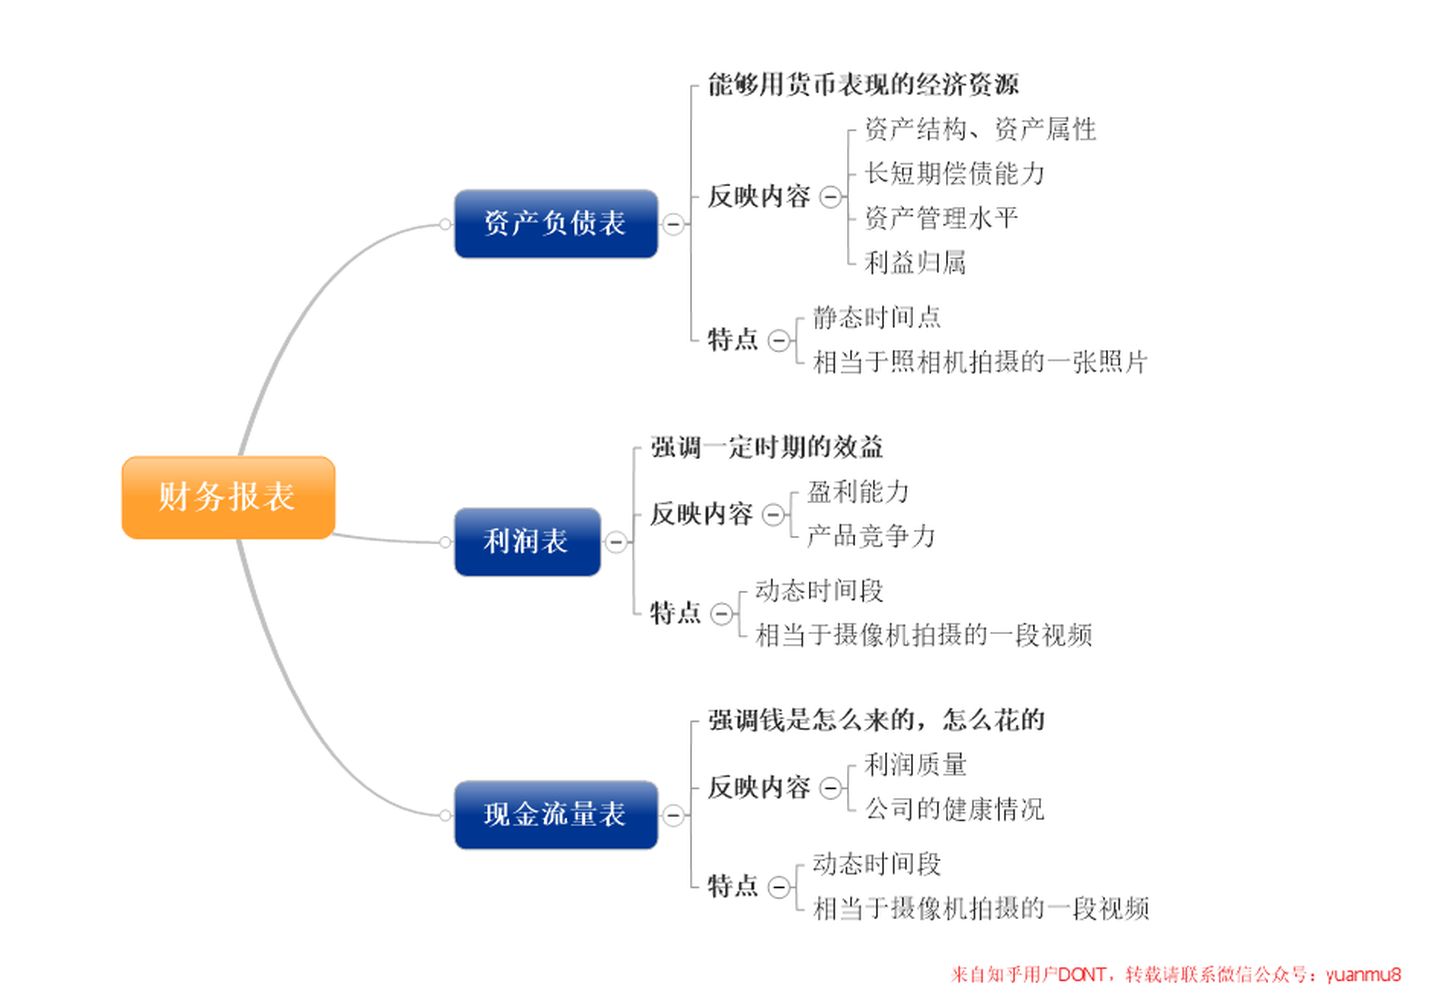 财务报表
资产负债表
能够用货币表现的经济资源
反映内容
资产结构、资产属性
长短期偿债能力
资产管理水平
利益归属
特点
静态时间点
相当于照相机拍摄的一张照片
利润表
强调一定时期的效益
反映内容
盈利能力
产品竞争力
特点
动态时间段
相当于摄像机拍摄的一段视频
现金流量表
强调钱是怎么来的，怎么花的
反映内容
利润质量
公司的健康情况
特点
动态时间段
相当于摄像机拍摄的一段视频
来自知乎用户DONT，转载请联系微信公众号：yuanmu8